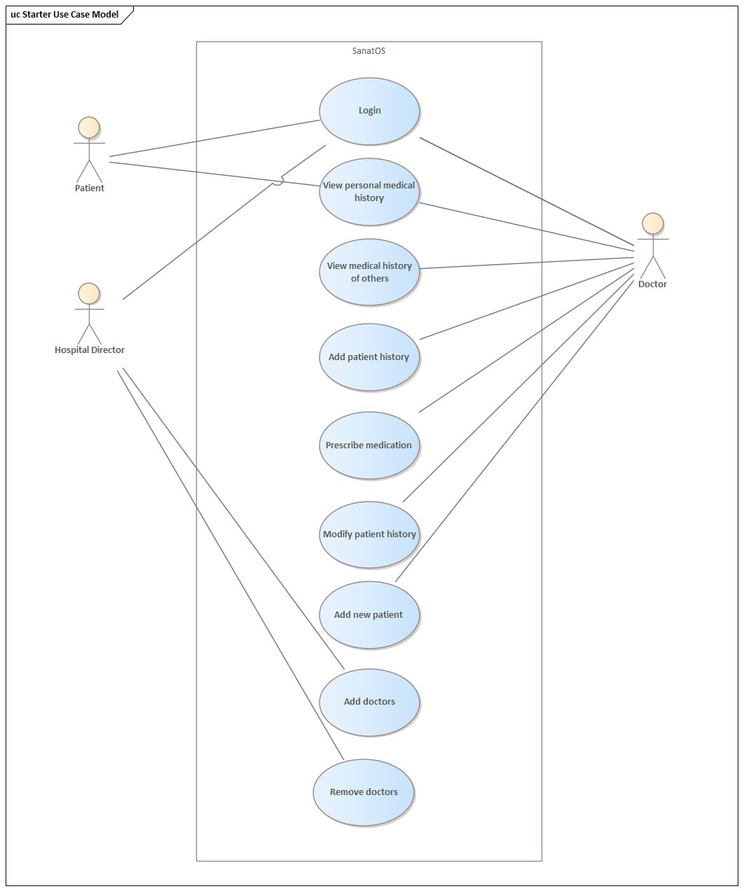 uc Starter Use Case Model
SanatOS
Login
Patient
View personal medical
history
View medical history
of others
Doctor
Hospital Director
Add patient history
Prescribe medication
Modify patient history
Add new patient
Add doctors
Remove doctors